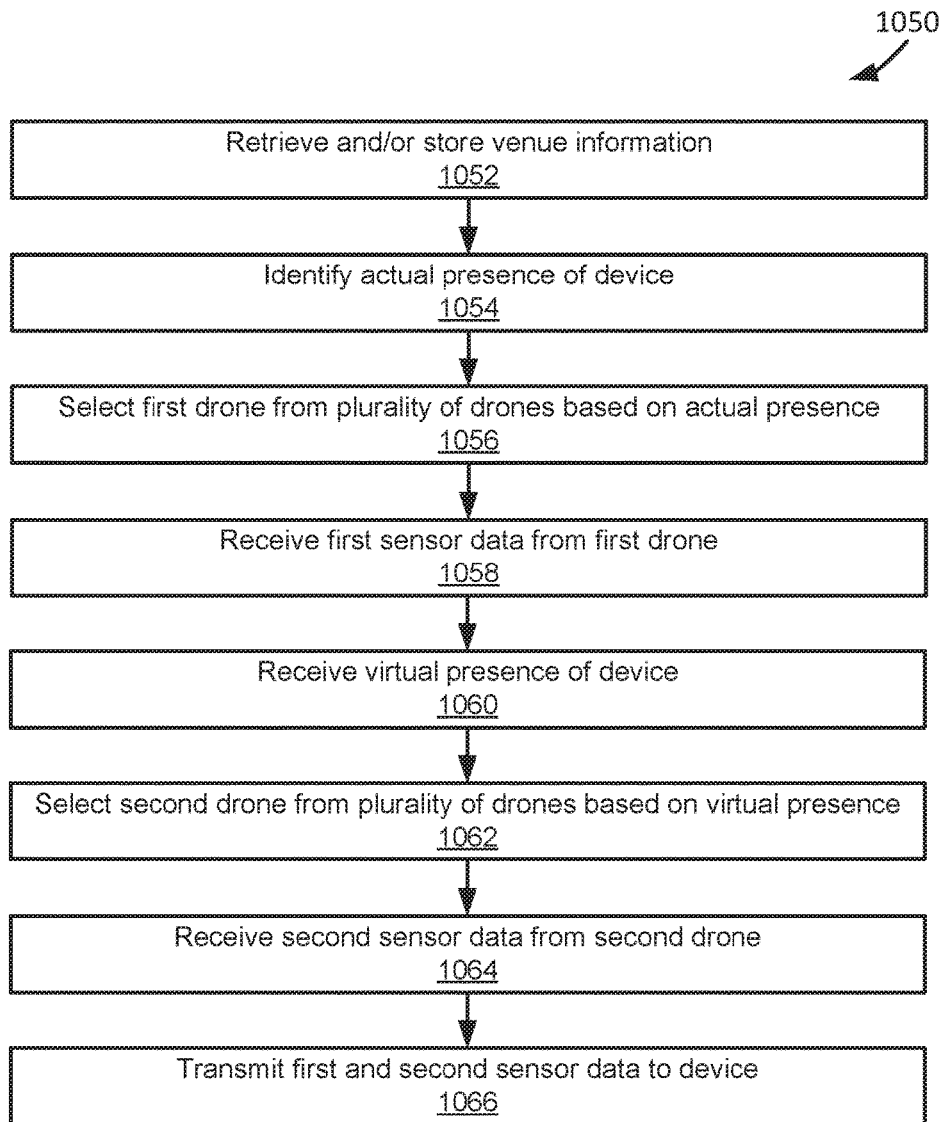 1050
Retrieve and/or store venue information
1052
Identify actual presence of device
1054
Select first drone from plurality of drones based on actual presence
1056
Receive first sensor data from first drone
1058
Receive virtual presence of device
1060
Select second drone from plurality of drones based on virtual presence
1062
Receive second sensor data from second drone
1064
Transmit first and second sensor data to device
1066